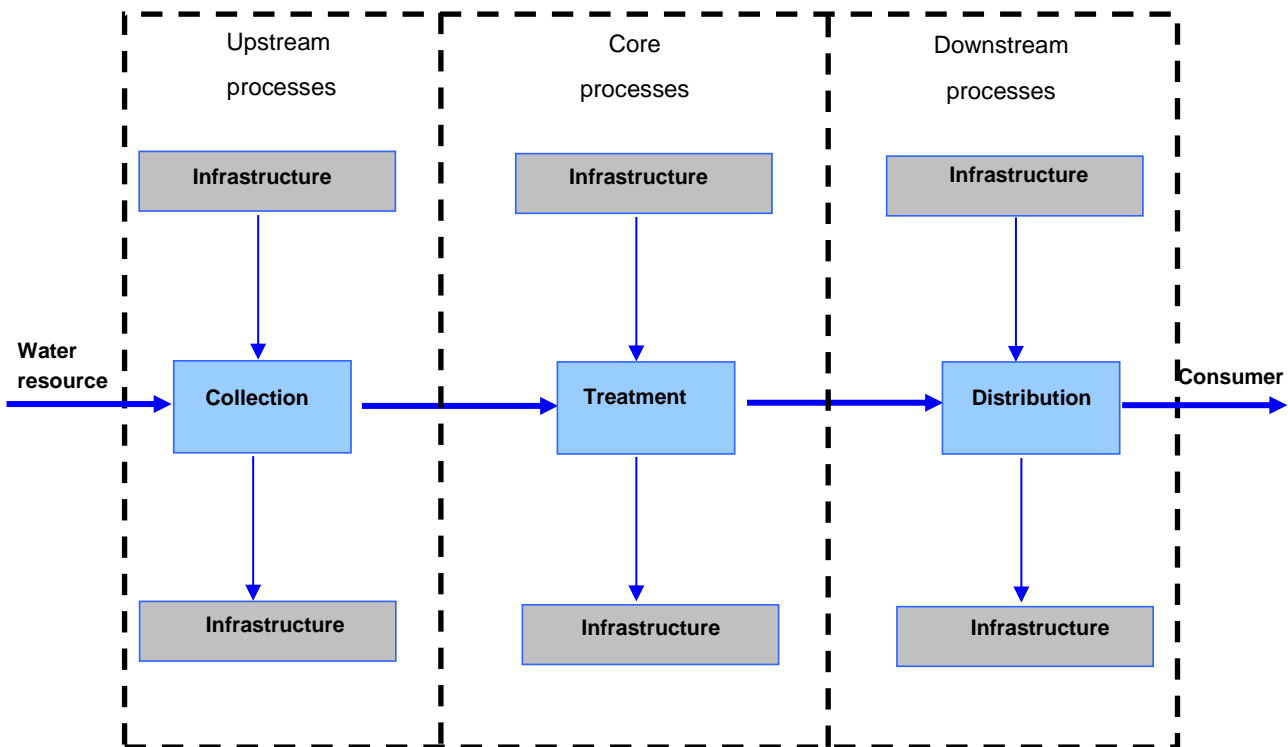 Upstream
processes
Core
processes
Downstream
processes
Infrastructure
Infrastructure
Infrastructure
Water
resource
Collection
Treatment
Distribution
Consumer
Infrastructure
Infrastructure
Infrastructure